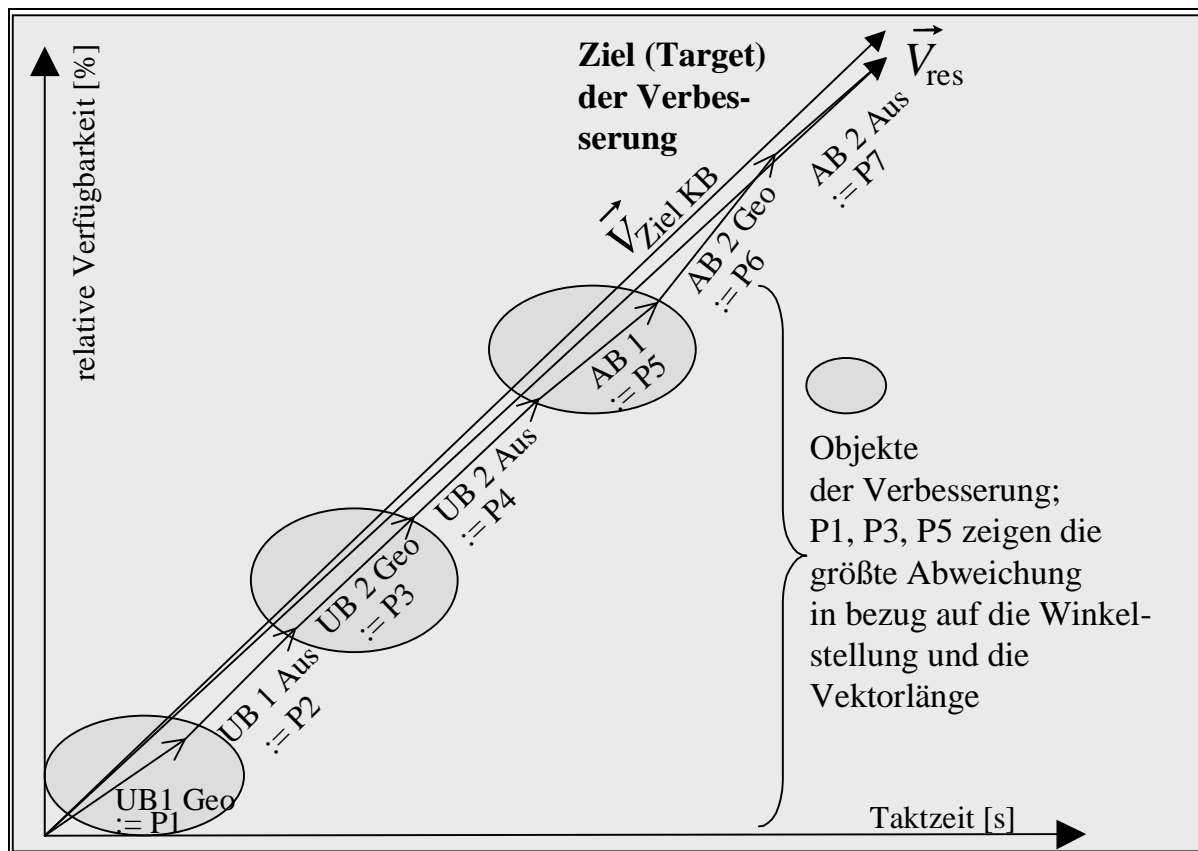 relative Verfügbarkeit [%]
Ziel (Target)
der Verbes-
serung
V Ziel KB
V res
AB 2 Aus
:= P7
AB 2 Geo
:= P6
AB 1
:= P5
UB 2 Aus
:= P4
UB 2 Geo
:= P3
UB 1 Aus
:= P2
UB1 Geo
:= P1
Objekte
der Verbesserung;
P1, P3, P5 zeigen die
größte Abweichung
in bezug auf die Winkel-
stellung und die
Vektorlänge
Taktzeit [s]